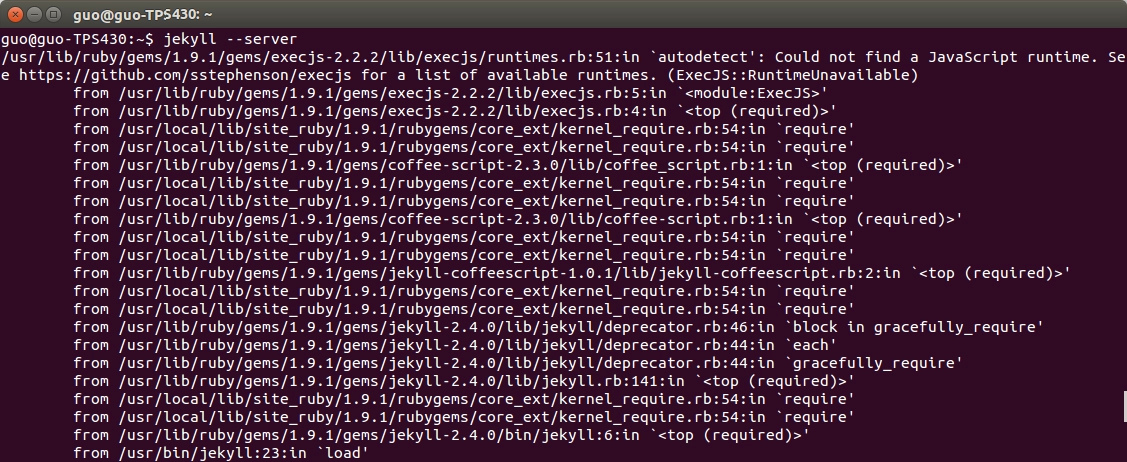 guo@guo-TPS430: ~
guo@guo-TPS430:~$ jekyll --server
/usr/lib/ruby/gems/1.9.1/gems/execjs-2.2.2/lib/execjs/runtimes.rb:51:in `autodetect': Could not find a JavaScript runtime. Se
e https://github.com/sstephenson/execjs for a list of available runtimes. (ExecJS::RuntimeUnavailable)
from /usr/lib/ruby/gems/1.9.1/gems/execjs-2.2.2/lib/execjs.rb:5:in `<module:ExecJS>'
from /usr/lib/ruby/gems/1.9.1/gems/execjs-2.2.2/lib/execjs.rb:4:in `<top (required)>'
from /usr/local/lib/site_ruby/1.9.1/rubygems/core_ext/kernel_require.rb:54:in `require'
from /usr/local/lib/site_ruby/1.9.1/rubygems/core_ext/kernel_require.rb:54:in `require'
from /usr/lib/ruby/gems/1.9.1/gems/coffee-script-2.3.0/lib/coffee_script.rb:1:in `<top (required)>'
from /usr/local/lib/site_ruby/1.9.1/rubygems/core_ext/kernel_require.rb:54:in `require'
from /usr/local/lib/site_ruby/1.9.1/rubygems/core_ext/kernel_require.rb:54:in `require'
from /usr/lib/ruby/gems/1.9.1/gems/coffee-script-2.3.0/lib/coffee-script.rb:1:in `<top (required)>'
from /usr/local/lib/site_ruby/1.9.1/rubygems/core_ext/kernel_require.rb:54:in `require'
from /usr/local/lib/site_ruby/1.9.1/rubygems/core_ext/kernel_require.rb:54:in `require'
from /usr/lib/ruby/gems/1.9.1/gems/jekyll-coffeescript-1.0.1/lib/jekyll-coffeescript.rb:2:in `<top (required)>'
from /usr/local/lib/site_ruby/1.9.1/rubygems/core_ext/kernel_require.rb:54:in `require'
from /usr/local/lib/site_ruby/1.9.1/rubygems/core_ext/kernel_require.rb:54:in `require'
from /usr/lib/ruby/gems/1.9.1/gems/jekyll-2.4.0/lib/jekyll/deprecator.rb:46:in `block in gracefully_require'
from /usr/lib/ruby/gems/1.9.1/gems/jekyll-2.4.0/lib/jekyll/deprecator.rb:44:in `each'
from /usr/lib/ruby/gems/1.9.1/gems/jekyll-2.4.0/lib/jekyll/deprecator.rb:44:in `gracefully_require'
from /usr/lib/ruby/gems/1.9.1/gems/jekyll-2.4.0/lib/jekyll.rb:141:in `<top (required)>'
from /usr/local/lib/site_ruby/1.9.1/rubygems/core_ext/kernel_require.rb:54:in `require'
from /usr/local/lib/site_ruby/1.9.1/rubygems/core_ext/kernel_require.rb:54:in `require'
from /usr/lib/ruby/gems/1.9.1/gems/jekyll-2.4.0/bin/jekyll:6:in `<top (required)>'
from /usr/bin/jekyll:23:in `load'